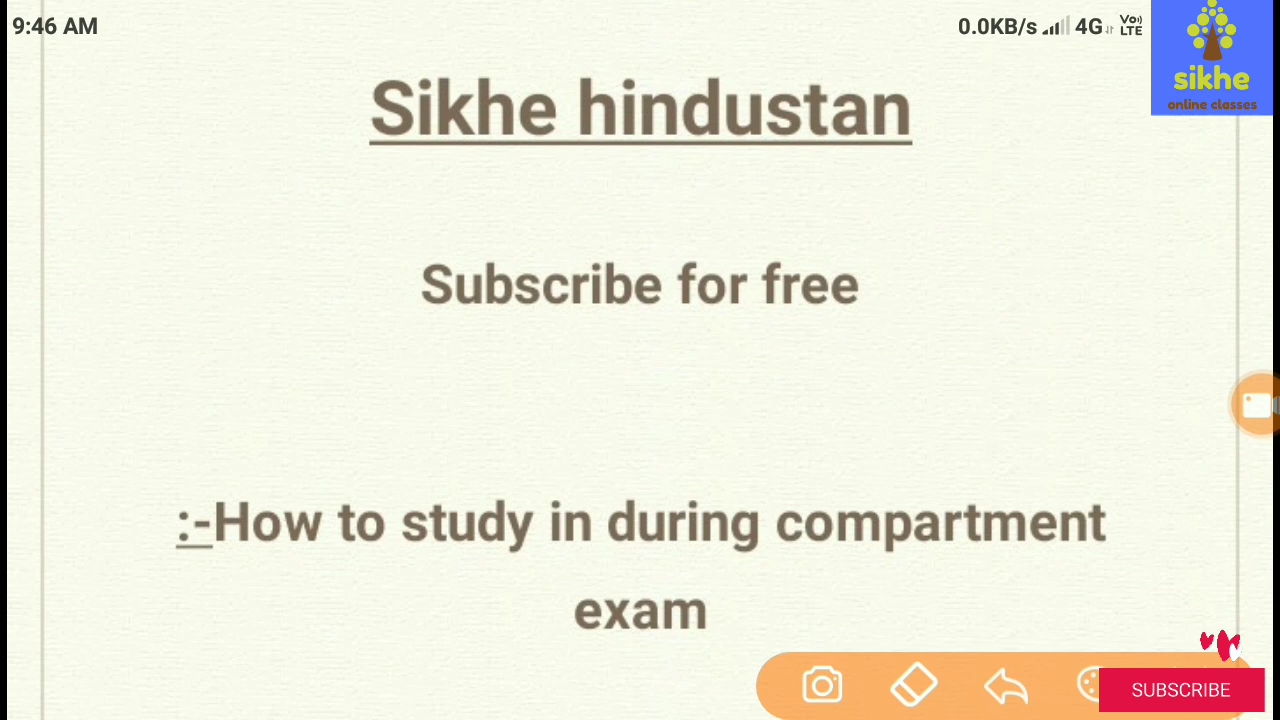 9:46 AM
0.0KB/s 4G Vo) LTE
sikhe
online classes
Sikhe hindustan
Subscribe for free
:-How to study in during compartment
exam
SUBSCRIBE